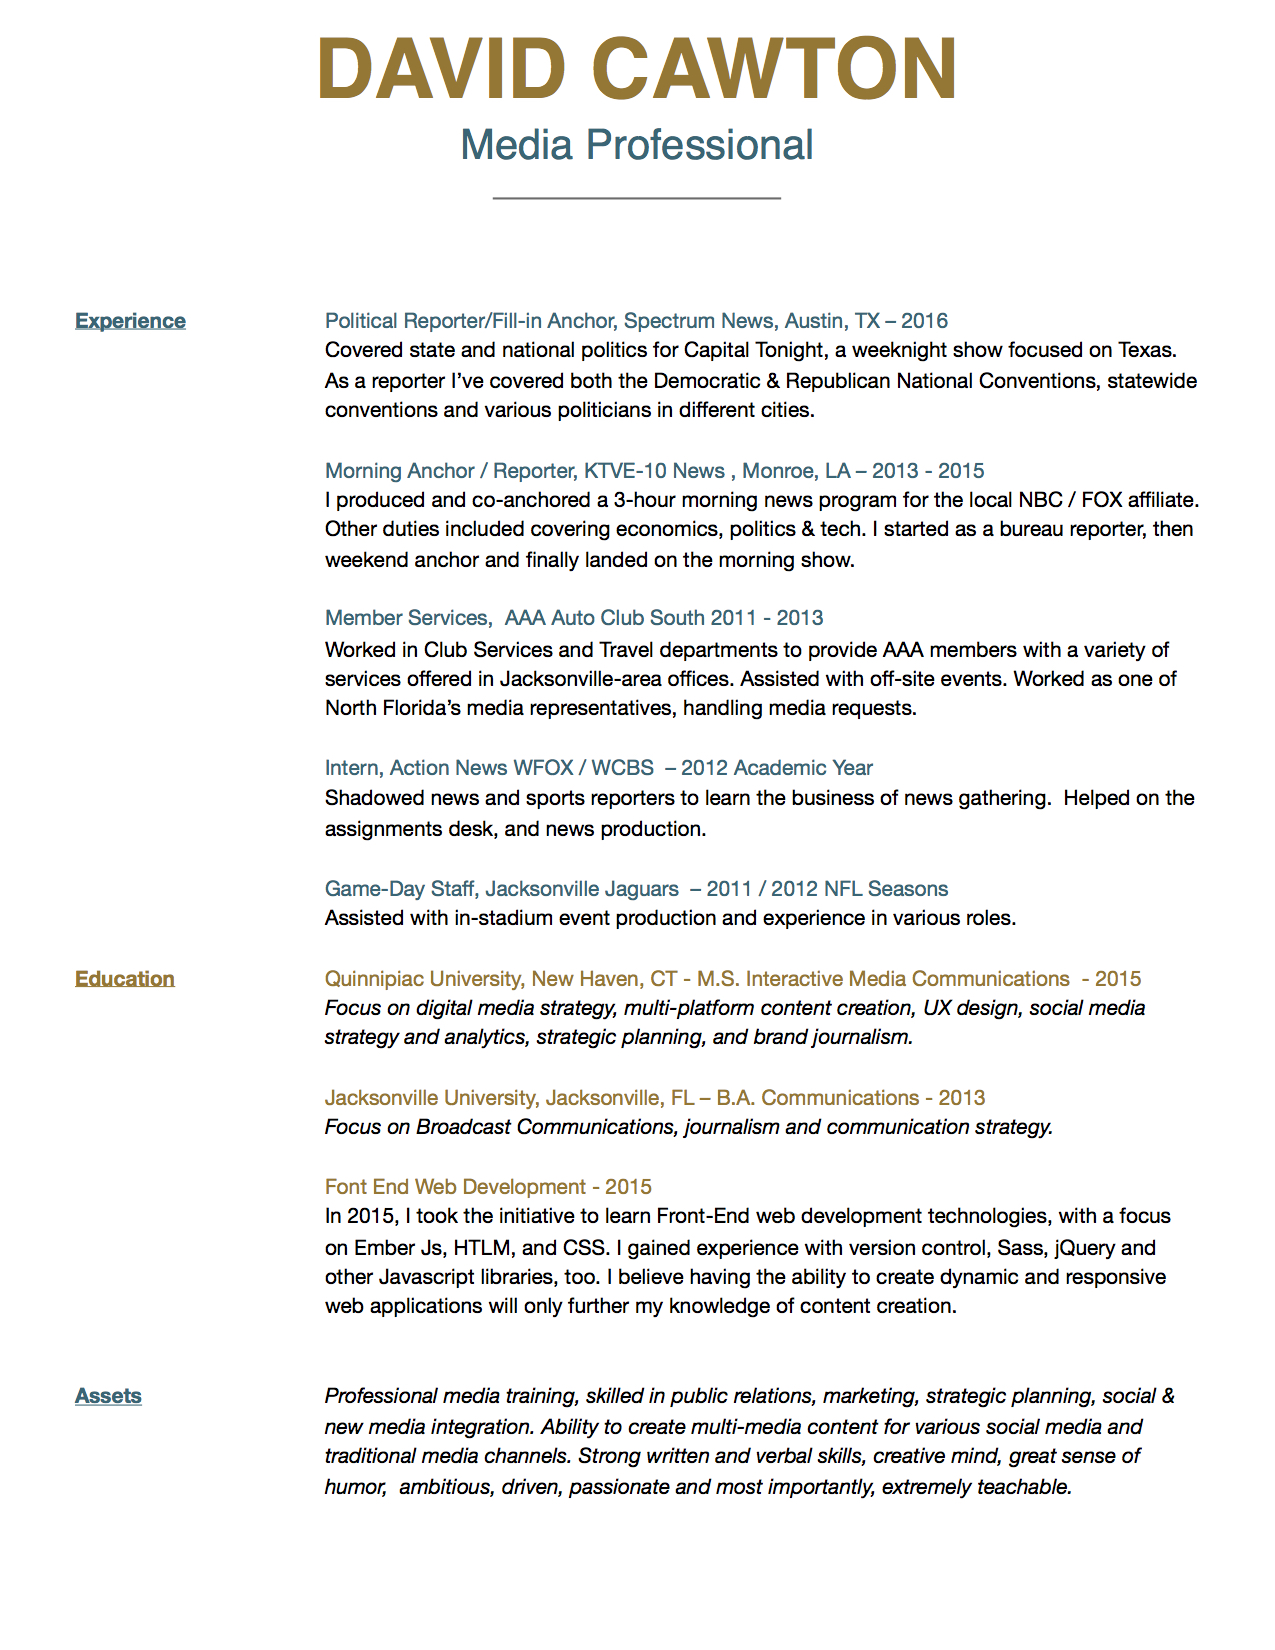 DAVID CAWTON
Media Professional
Experience
Political Reporter/Fill-in Anchor, Spectrum News, Austin, TX – 2016
Covered state and national politics for Capital Tonight, a weeknight show focused on Texas.
As a reporter I’ve covered both the Democratic & Republican National Conventions, statewide
conventions and various politicians in different cities.
Morning Anchor / Reporter, KTVE-10 News , Monroe, LA – 2013 - 2015
I produced and co-anchored a 3-hour morning news program for the local NBC / FOX affiliate.
Other duties included covering economics, politics & tech. I started as a bureau reporter, then
weekend anchor and finally landed on the morning show.
Member Services,  AAA Auto Club South 2011 - 2013
Worked in Club Services and Travel departments to provide AAA members with a variety of
services offered in Jacksonville-area offices. Assisted with off-site events. Worked as one of
North Florida’s media representatives, handling media requests.
Intern, Action News WFOX / WCBS  – 2012 Academic Year
Shadowed news and sports reporters to learn the business of news gathering.  Helped on the
assignments desk, and news production.
Game-Day Staff, Jacksonville Jaguars  – 2011 / 2012 NFL Seasons
Assisted with in-stadium event production and experience in various roles.
Education
Quinnipiac University, New Haven, CT - M.S. Interactive Media Communications  - 2015
Focus on digital media strategy, multi-platform content creation, UX design, social media
strategy and analytics, strategic planning, and brand journalism.
Jacksonville University, Jacksonville, FL – B.A. Communications - 2013
Focus on Broadcast Communications, journalism and communication strategy.
Font End Web Development - 2015
In 2015, I took the initiative to learn Front-End web development technologies, with a focus
on Ember Js, HTLM, and CSS. I gained experience with version control, Sass, jQuery and
other Javascript libraries, too. I believe having the ability to create dynamic and responsive
web applications will only further my knowledge of content creation.
Assets
Professional media training, skilled in public relations, marketing, strategic planning, social &
new media integration. Ability to create multi-media content for various social media and
traditional media channels. Strong written and verbal skills, creative mind, great sense of
humor,  ambitious, driven, passionate and most importantly, extremely teachable.